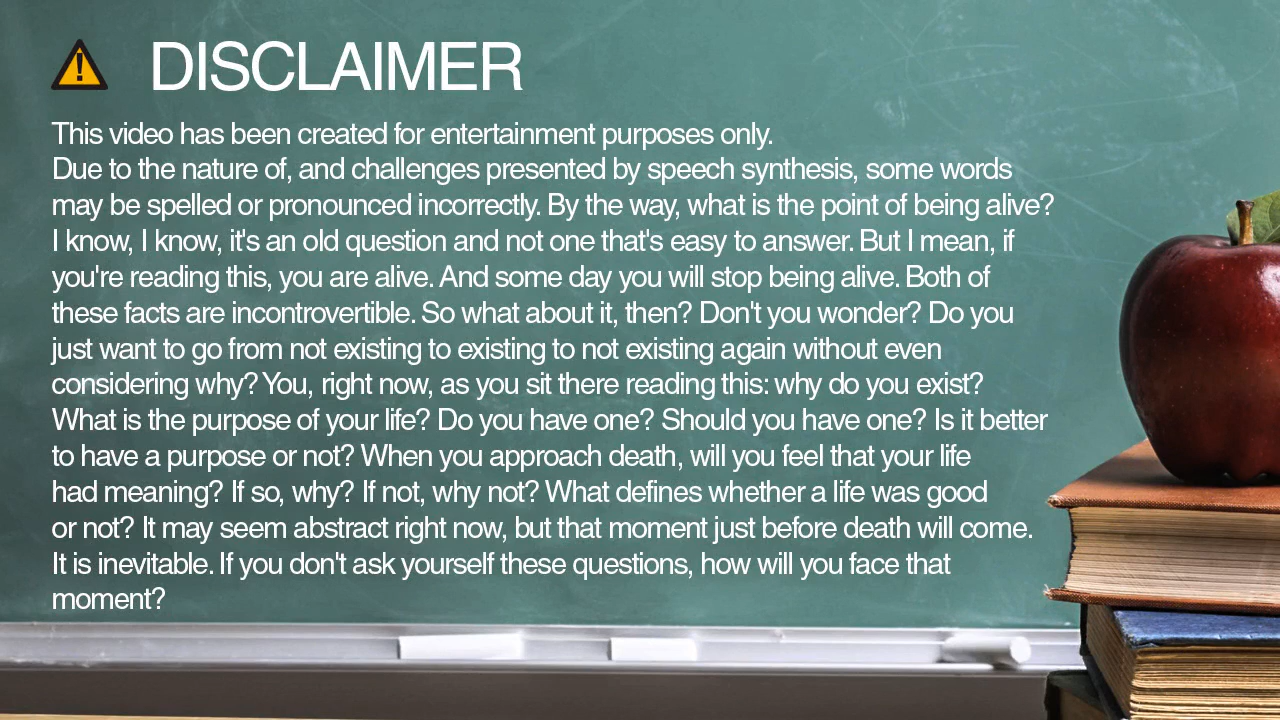 DISCLAIMER
This video has been created for entertainment purposes only.
Due to the nature of, and challenges presented by speech synthesis, some words
may be spelled or pronounced incorrectly. By the way, what is the point of being alive?
I know, I know, it's an old question and not one that's easy to answer. But I mean, if
you're reading this, you are alive. And some day you will stop being alive. Both of
these facts are incontrovertible. So what about it, then? Don't you wonder? Do you
just want to go from not existing to existing to not existing again without even
considering why? You, right now, as you sit there reading this: why do you exist?
What is the purpose of your life? Do you have one? Should you have one? Is it better
to have a purpose or not? When you approach death, will you feel that your life
had meaning? If so, why? If not, why not? What defines whether a life was good
or not? It may seem abstract right now, but that moment just before death will come.
It is inevitable. If you don't ask yourself these questions, how will you face that
moment?